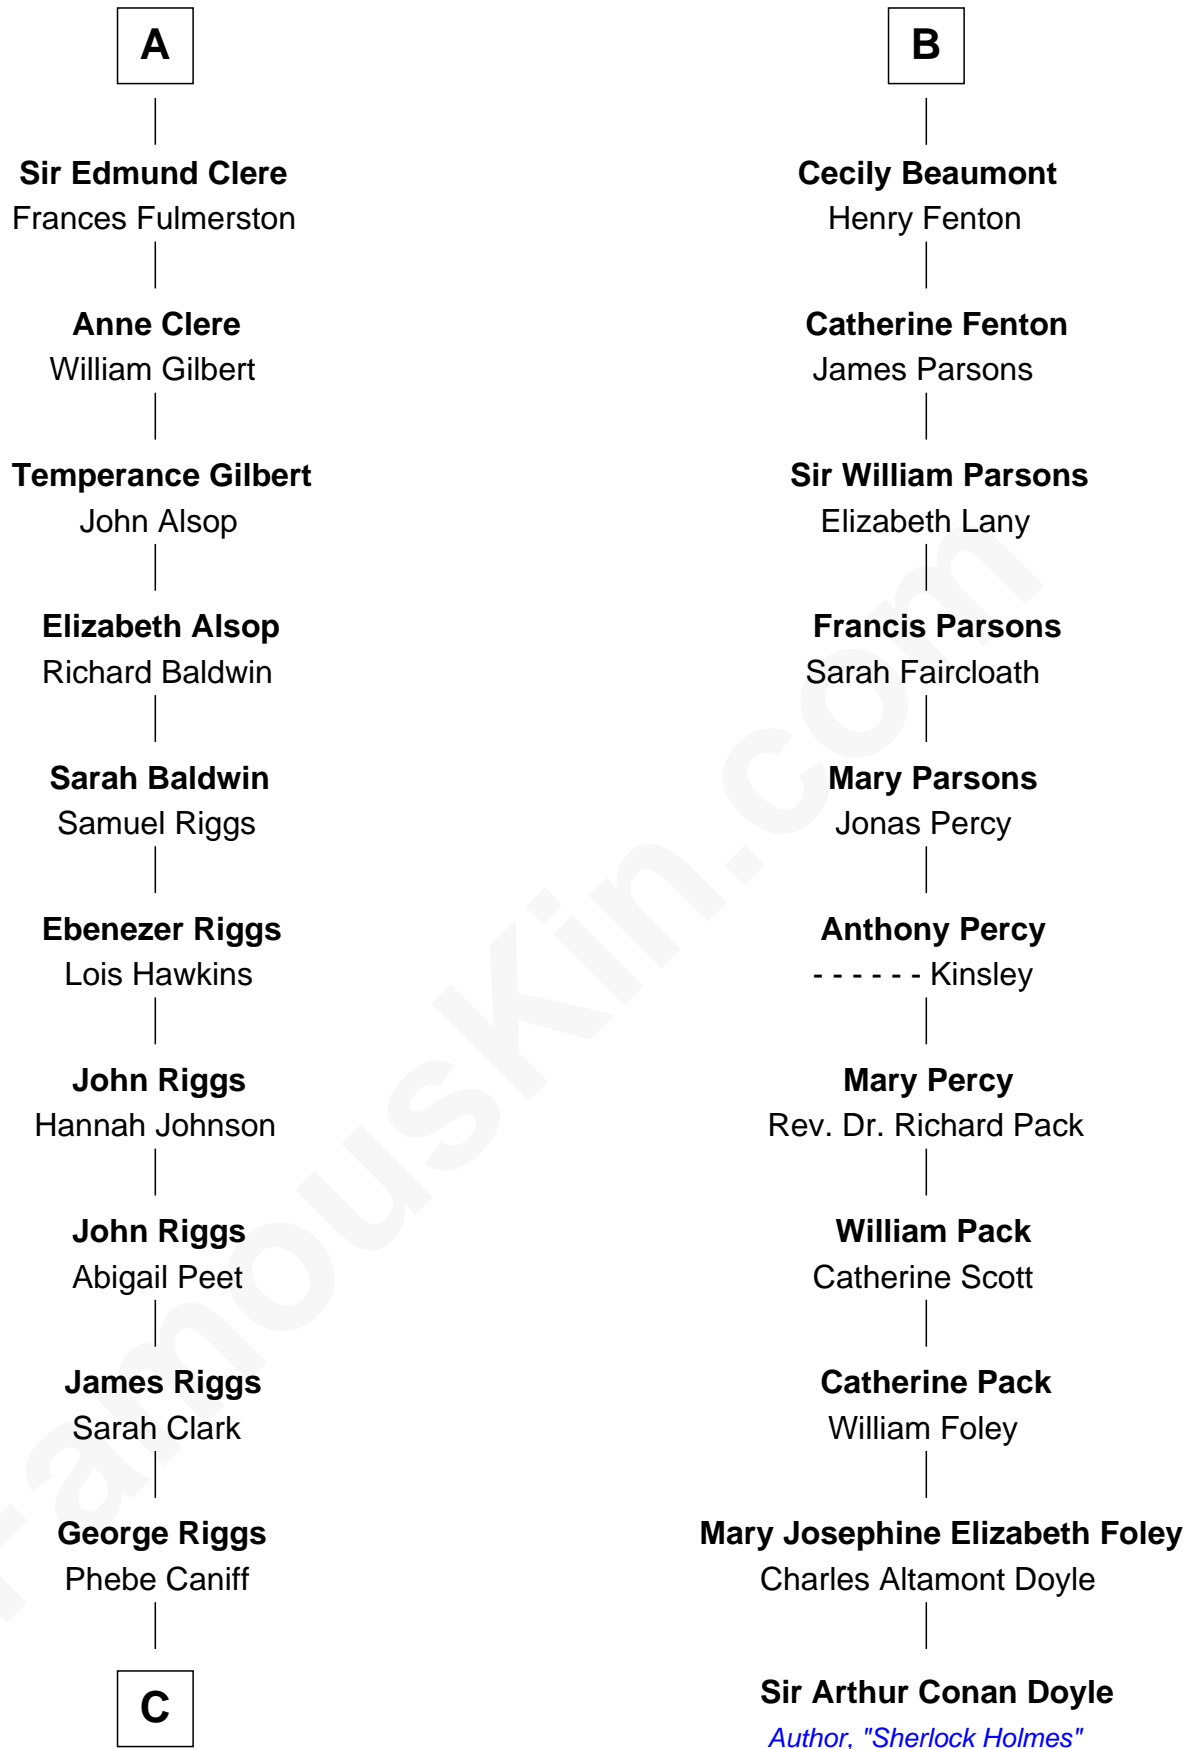 A
Sir Edmund Clere
Frances Fulmerston
Anne Clere
William Gilbert
Temperance Gilbert
John Alsop
Elizabeth Alsop
Richard Baldwin
Sarah Baldwin
Samuel Riggs
Ebenezer Riggs
Lois Hawkins
John Riggs
Hannah Johnson
John Riggs
Abigail Peet
James Riggs
Sarah Clark
George Riggs
Phebe Caniff
C
B
Cecily Beaumont
Henry Fenton
Catherine Fenton
James Parsons
Sir William Parsons
Elizabeth Lany
Francis Parsons
Sarah Faircloath
Mary Parsons
Jonas Percy
Anthony Percy
- - - - - - Kinsley
Mary Percy
Rev. Dr. Richard Pack
William Pack
Catherine Scott
Catherine Pack
William Foley
Mary Josephine Elizabeth Foley
Charles Altamont Doyle
Sir Arthur Conan Doyle
Author, "Sherlock Holmes"
FamousKin.com